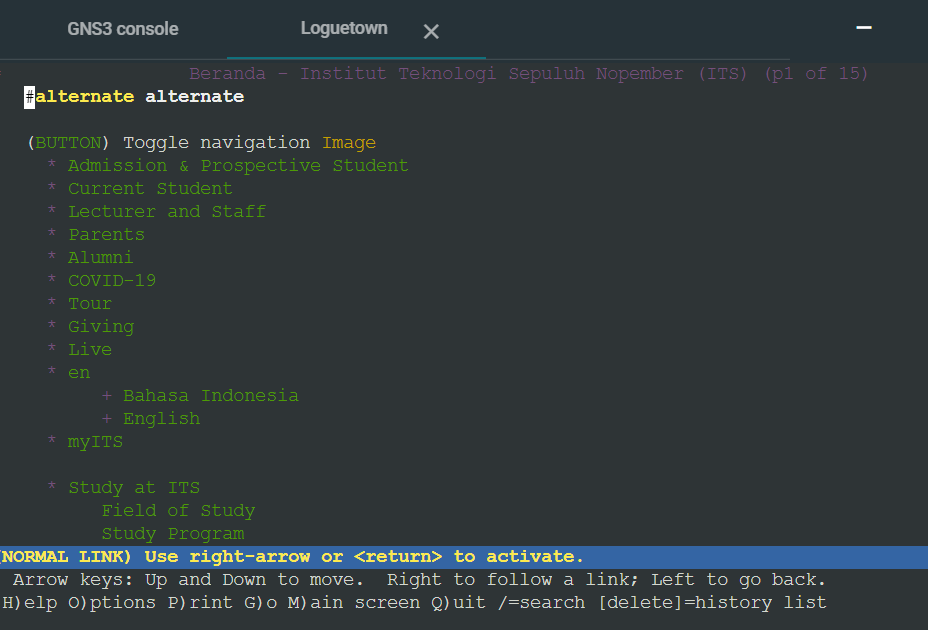 GNS3 console Loguetown
Beranda - Institut Teknologi Sepuluh Nopember (ITS) (p1 of 15)
#alternate alternate
(BUTTON) Toggle navigation Image
* Admission & Prospective Student
* Current Student
* Lecturer and Staff
* Parents
* Alumni
* COVID-19
* Tour
* Giving
* Live
* en
+ Bahasa Indonesia
+ English
* myITS
* Study at ITS
Field of Study
Study Program
(NORMAL LINK) Use right-arrow or <return> to activate.
Arrow keys: Up and Down to move.  Right to follow a link; Left to go back.
H)elp O)ptions P)rint G)o M)ain screen Q)uit /=search [delete]=history list